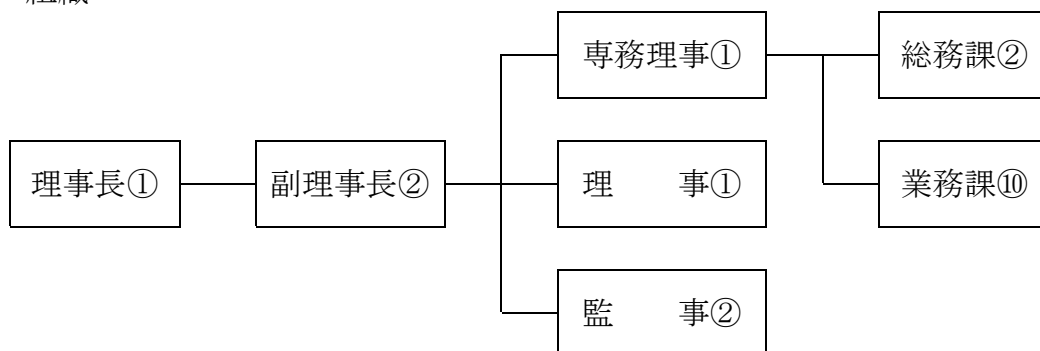 組織
専務理事①
総務課②
理事長①
副理事長②
理　　事①
業務課⑩
監　　事②